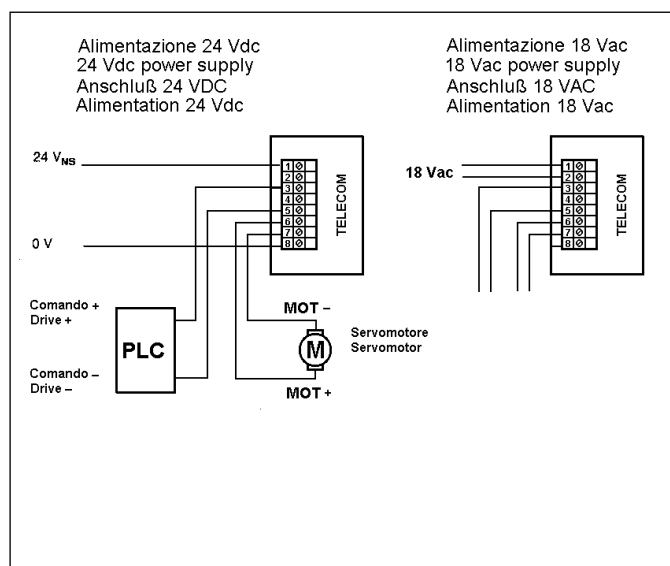 Alimentazione 24 Vdc
24 Vdc power supply
Anschluß 24 VDC
Alimentation 24 Vdc
Alimentazione 18 Vac
18 Vac power supply
Anschluß 18 VAC
Alimentation 18 Vac
24 VNS
0 V
1
2
3
4
5
6
7
8
TELECOM
18 Vac
1
2
3
4
5
6
7
8
TELECOM
Comando +
Drive +
PLC
Comando –
Drive –
MOT –
M
MOT +
Servomotore
Servomotor